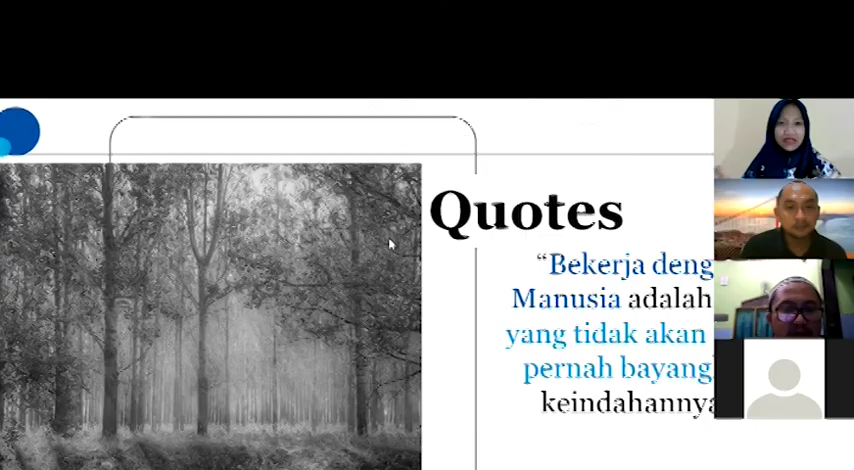 Quotes
“Bekerja deng
Manusia adalah
yang tidak akan
pernah bayang
keindahannya